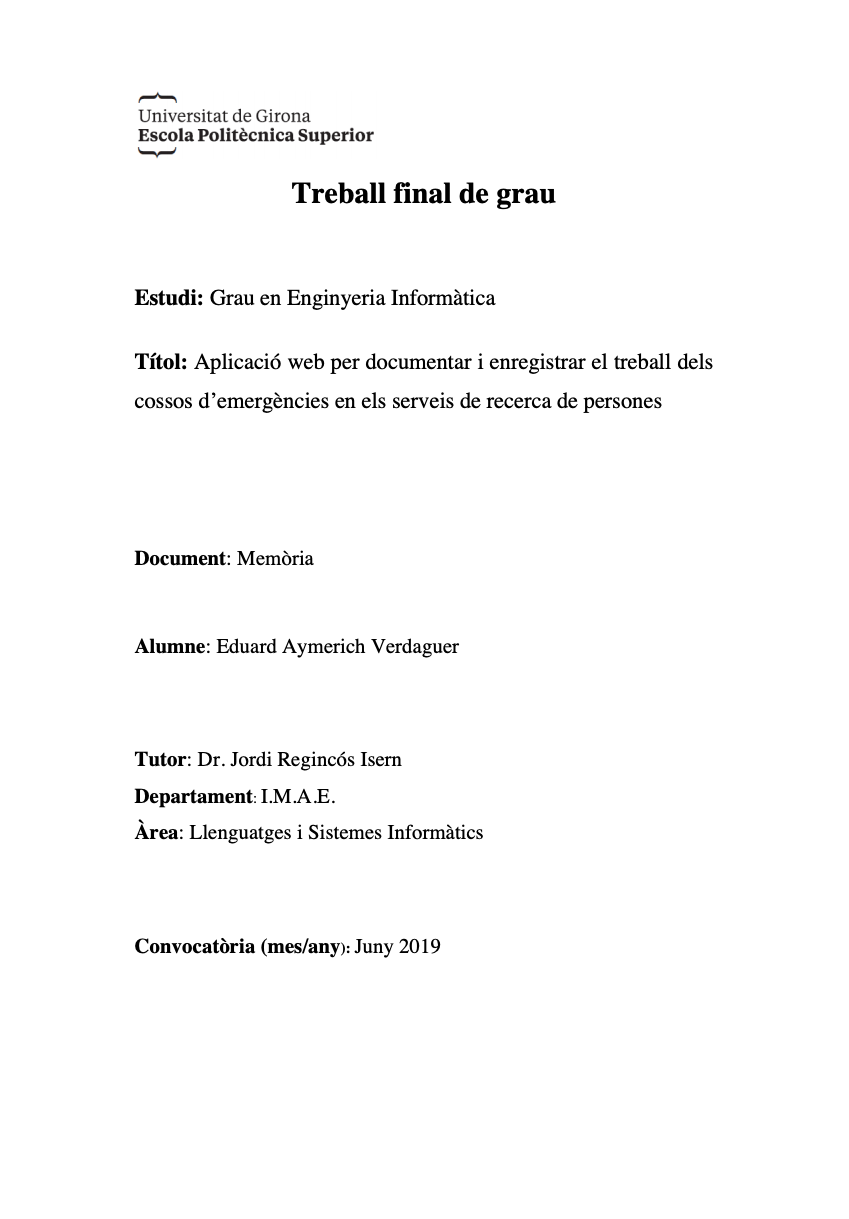 Universitat de Girona
Escola Politècnica Superior
Treball final de grau
Estudi: Grau en Enginyeria Informàtica
Títol: Aplicació web per documentar i enregistrar el treball dels
cossos d’emergències en els serveis de recerca de persones
Document: Memòria
Alumne: Eduard Aymerich Verdaguer
Tutor: Dr. Jordi Regincós Isern
Departament: I.M.A.E.
Àrea: Llenguatges i Sistemes Informàtics
Convocatòria (mes/any): Juny 2019